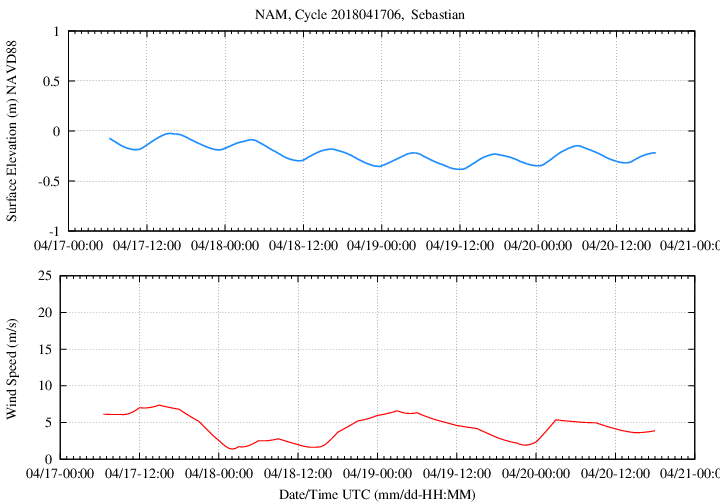 NAM, Cycle 2018041706,  Sebastian
Surface Elevation (m) NAVD88
1
0.5
0
-0.5
-1
04/17-00:00 04/17-12:00 04/18-00:00 04/18-12:00 04/19-00:00 04/19-12:00 04/20-00:00 04/20-12:00 04/21-00:00
Wind Speed (m/s)
25
20
15
10
5
0
04/17-00:00 04/17-12:00 04/18-00:00 04/18-12:00 04/19-00:00 04/19-12:00 04/20-00:00 04/20-12:00 04/21-00:00
Date/Time UTC (mm/dd-HH:MM)